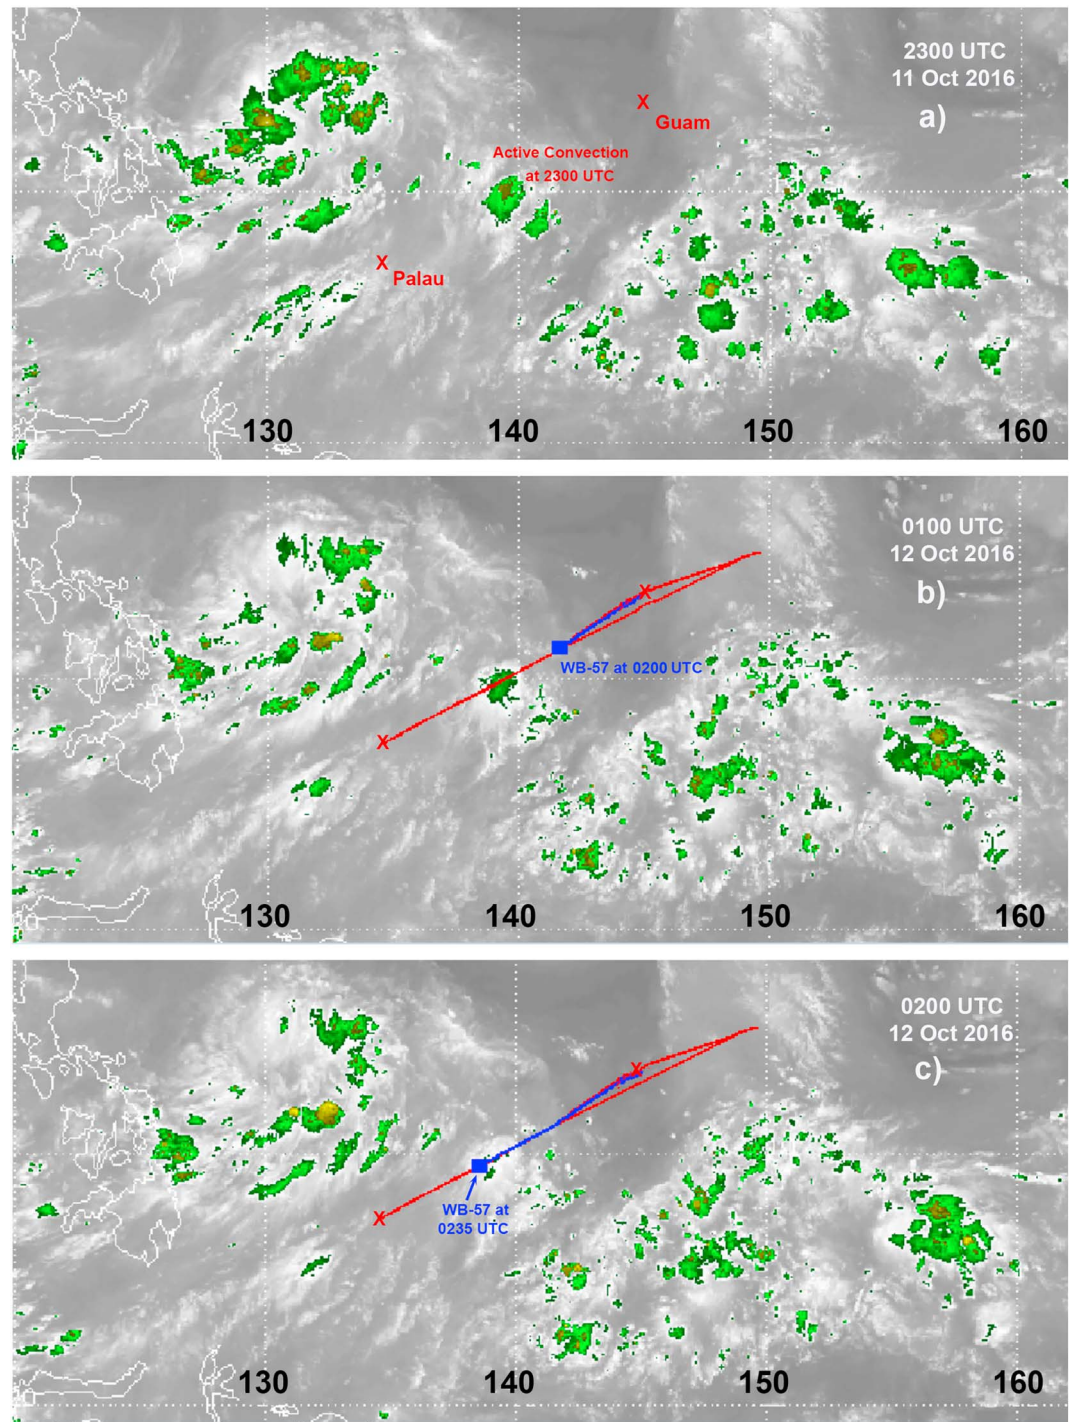 2300 UTC
11 Oct 2016
a)
X
Guam
Active Convection
at 2300 UTC
X
Palau
130 140 150 160
0100 UTC
12 Oct 2016
b)
X
WB-57 at 0200 UTC
X
130 140 150 160
0200 UTC
12 Oct 2016
c)
X
WB-57 at
0235 UTC
X
130 140 150 160